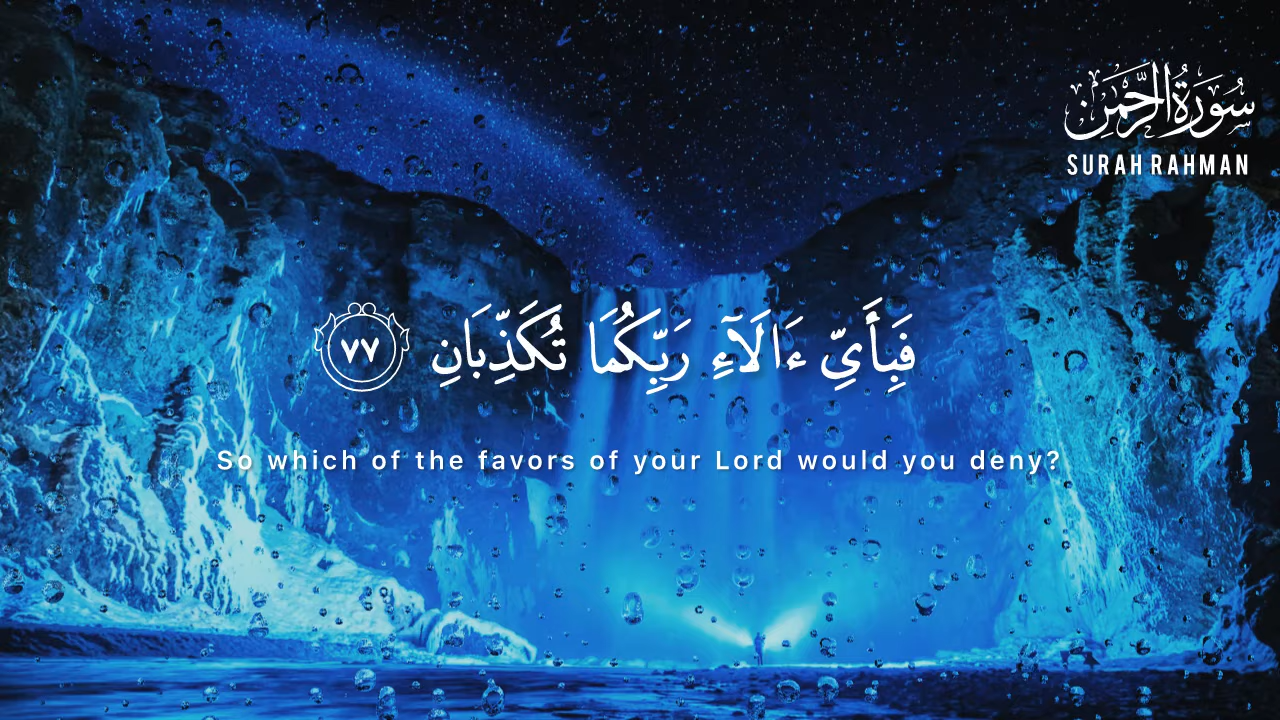 سُورَةُ الرَّحْمَن
SURAH RAHMAN
فَبِأَيِّ ءَالَآءِ رَبِّكُمَا تُكَذِّبَانِ ٧٧
So which of the favors of your Lord would you deny?